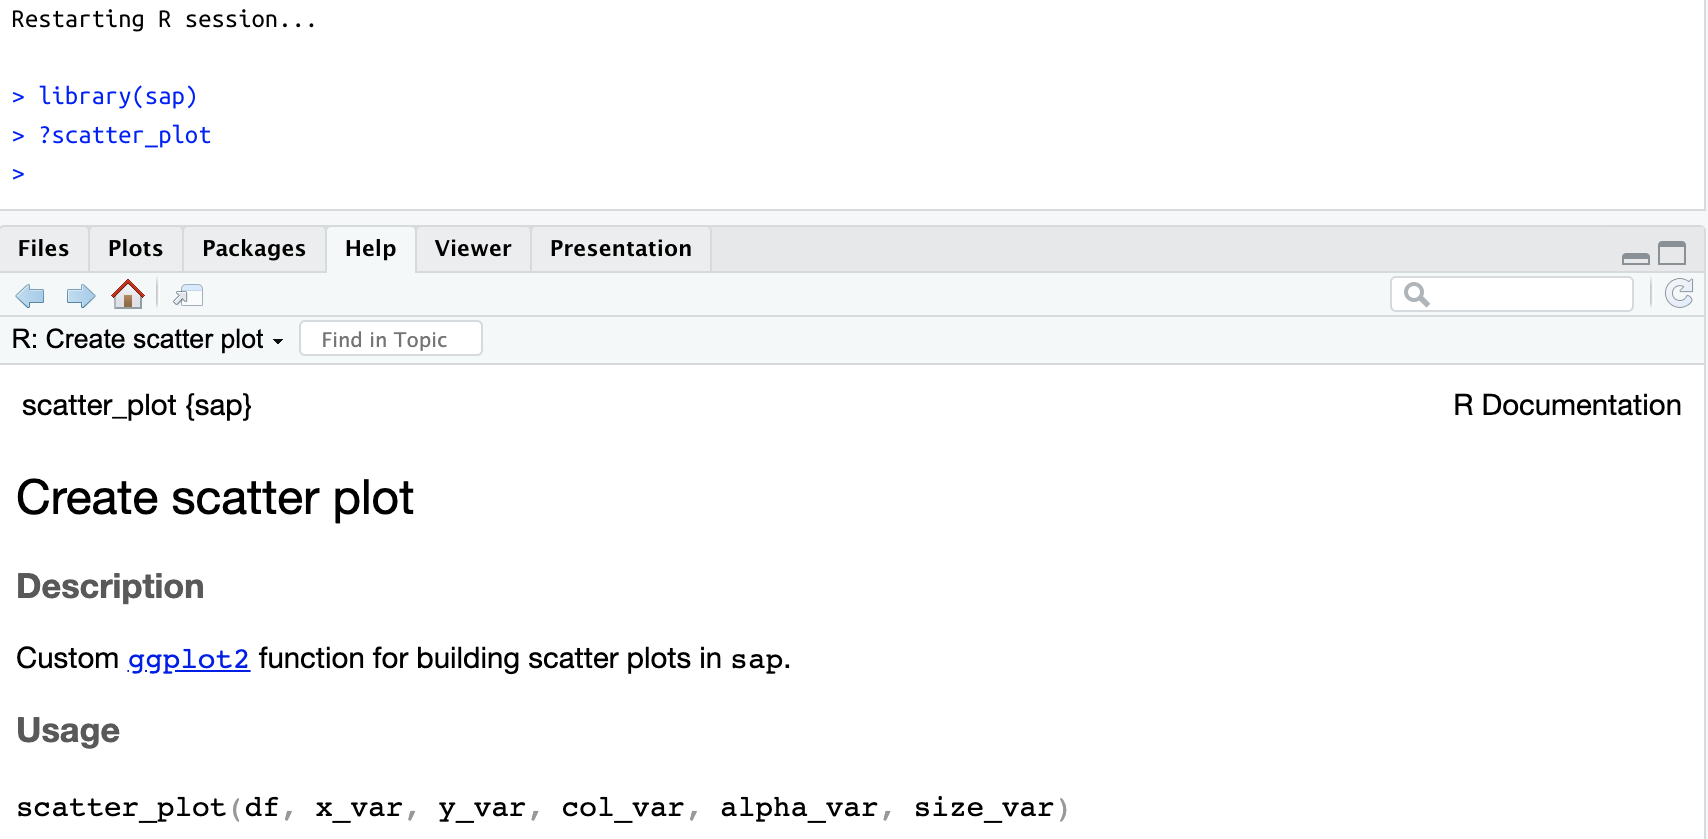 Restarting R session...
> library(sap)
> ?scatter_plot
>
Files Plots Packages Help Viewer Presentation
R: Create scatter plot Find in Topic
scatter_plot {sap} R Documentation
Create scatter plot
Description
Custom ggplot2 function for building scatter plots in sap.
Usage
scatter_plot(df, x_var, y_var, col_var, alpha_var, size_var)